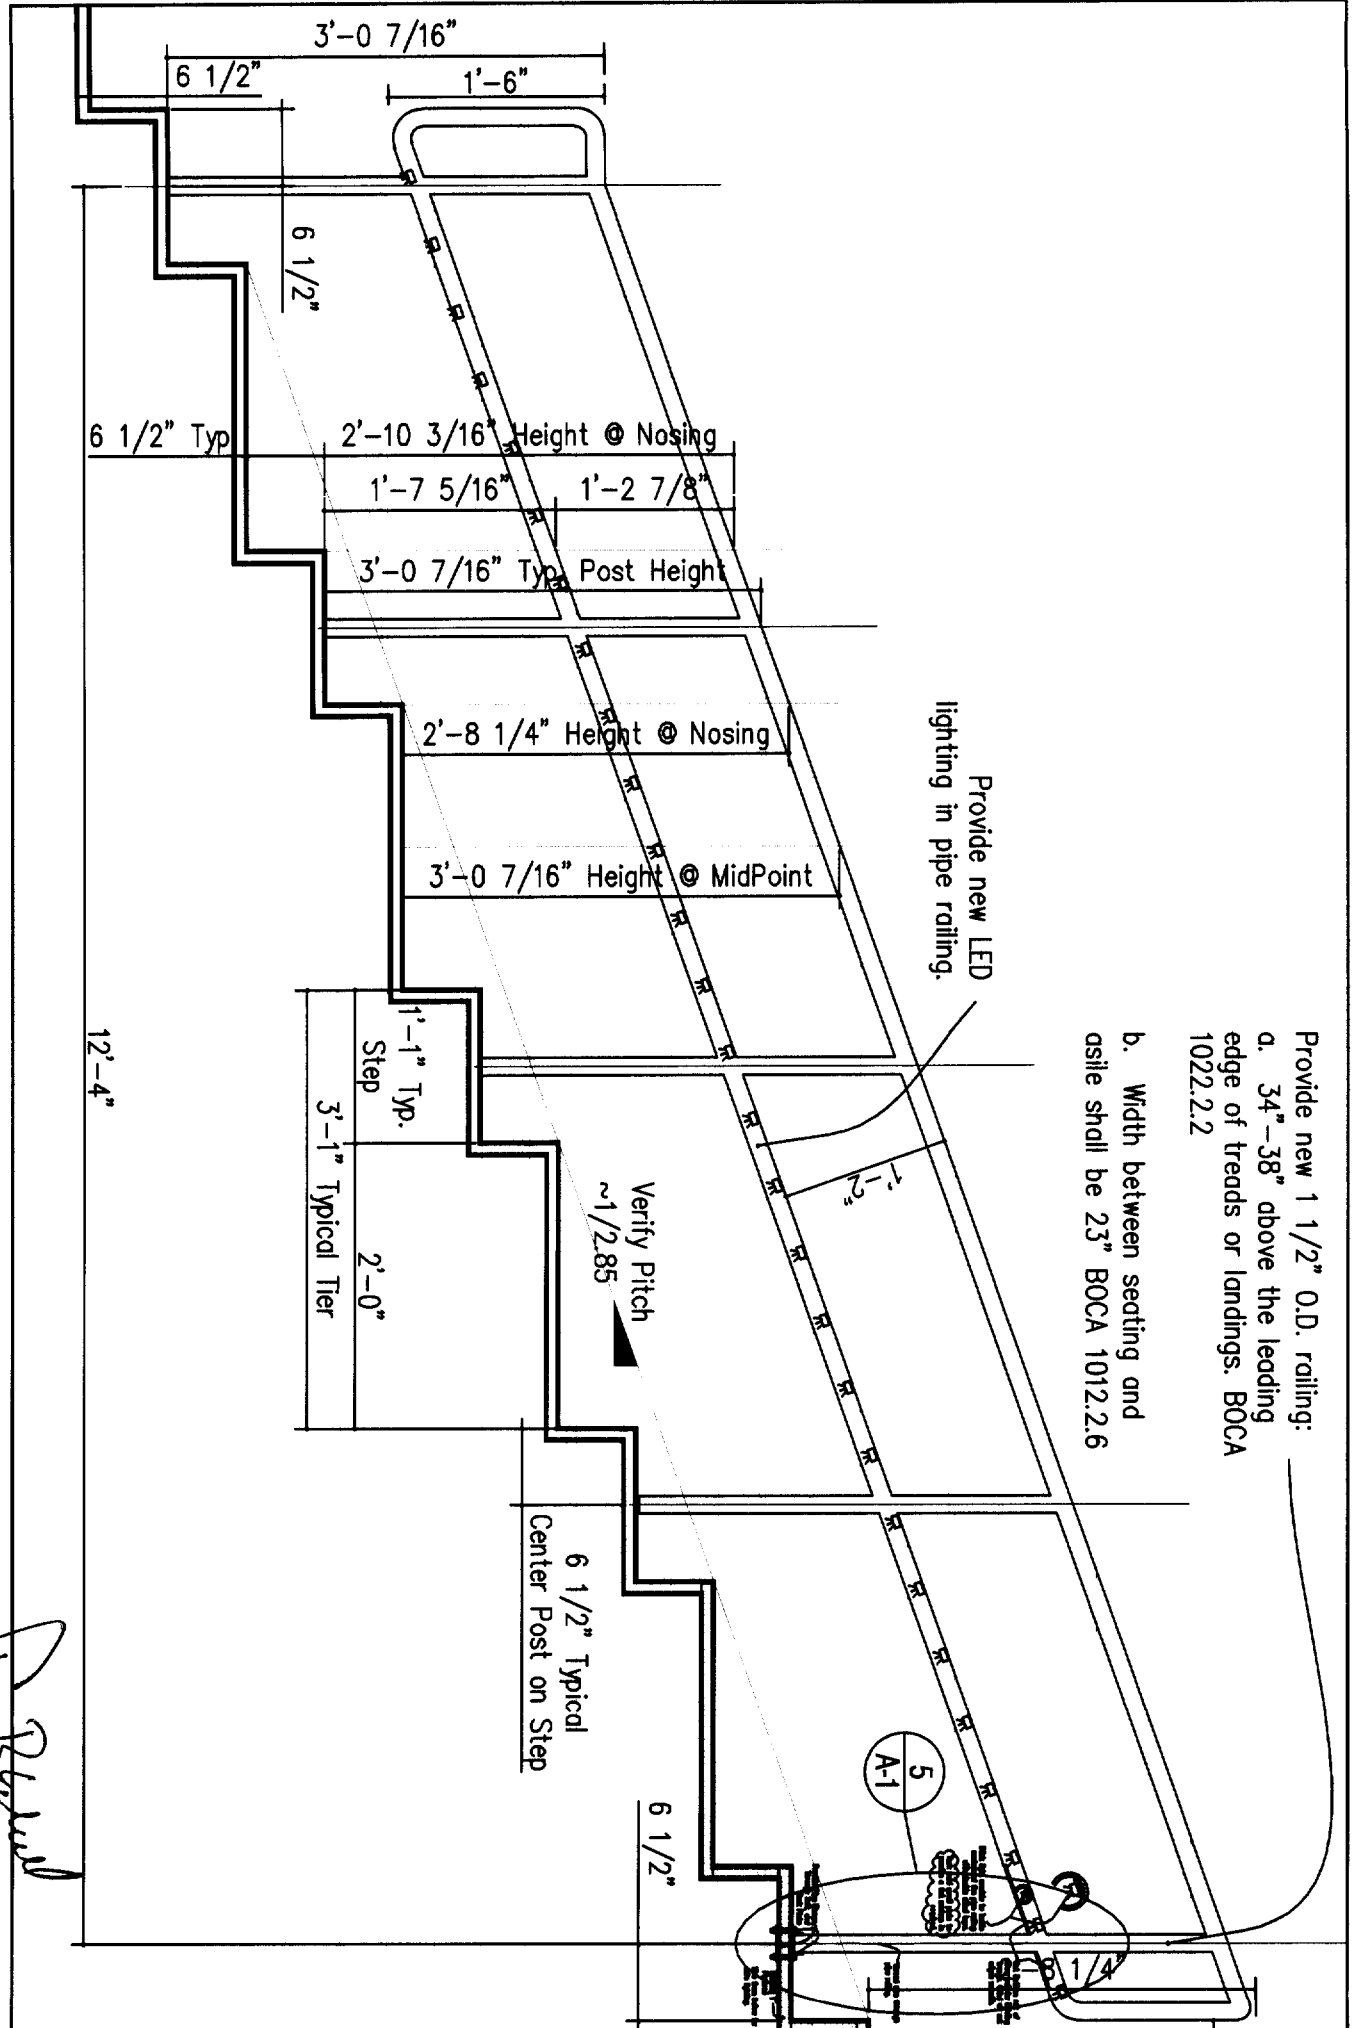 Provide new 1 1/2" O.D. railing:
a. 34"-38" above the leading
edge of treads or landings. BOCA
1022.2.2
b. Width between seating and
asile shall be 23" BOCA 1012.2.6
Provide new LED
lighting in pipe railing.
3'-0 7/16"
6 1/2"
1'-6"
6 1/2"
6 1/2" Typ
2'-10 3/16" Height @ Nosing
1'-7 5/16"
1'-2 7/8"
3'-0 7/16" Typ. Post Height
2'-8 1/4" Height @ Nosing
3'-0 7/16" Height @ MidPoint
1'-2"
Verify Pitch
~1/2.85
1'-1" Typ.
Step
2'-0"
3'-1" Typical Tier
12'-4"
6 1/2" Typical
Center Post on Step
5
A-1
6 1/2"
1/4"